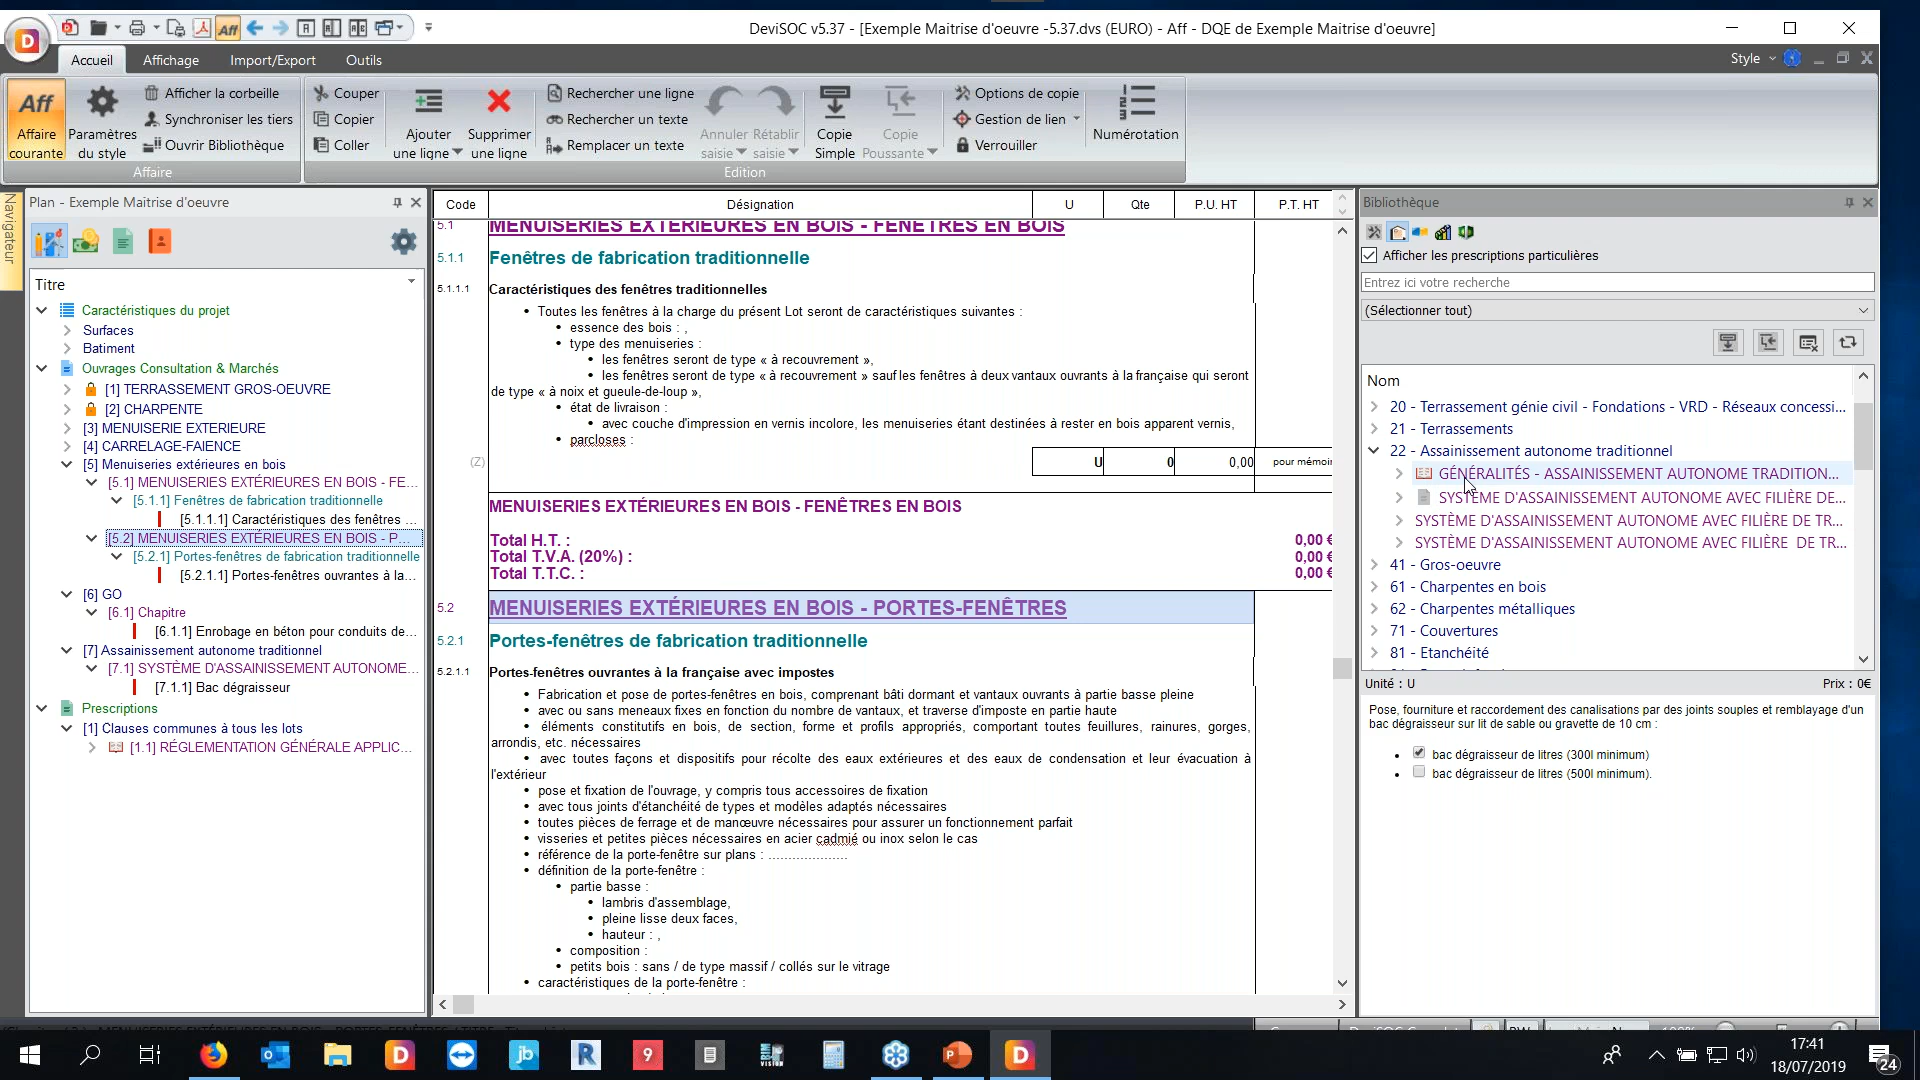 DeviSOC v5.37 - [Exemple Maitrise d'oeuvre -5.37.dvs (EURO) - Aff - DQE de Exemple Maitrise d'oeuvre]
Accueil
Affichage
Import/Export
Outils
Style
Aff
Affaire courante
Paramètres du style
Afficher la corbeille
Synchroniser les tiers
Ouvrir Bibliothèque
Affaire
Couper
Copier
Coller
Ajouter une ligne
Supprimer une ligne
Rechercher une ligne
Rechercher un texte
Remplacer un texte
Annuler saisie
Rétablir saisie
Copie Simple
Copie Poussante
Options de copie
Gestion de lien
Verrouiller
Numérotation
Edition
Navigateur
Plan - Exemple Maitrise d'oeuvre
Titre
Caractéristiques du projet
Surfaces
Batiment
Ouvrages Consultation & Marchés
[1] TERRASSEMENT GROS-OEUVRE
[2] CHARPENTE
[3] MENUISERIE EXTERIEURE
[4] CARRELAGE-FAIENCE
[5] Menuiseries extérieures en bois
[5.1] MENUISERIES EXTÉRIEURES EN BOIS - FE...
[5.1.1] Fenêtres de fabrication traditionnelle
[5.1.1.1] Caractéristiques des fenêtres ...
[5.2] MENUISERIES EXTÉRIEURES EN BOIS - P...
[5.2.1] Portes-fenêtres de fabrication traditionnelle
[5.2.1.1] Portes-fenêtres ouvrantes à la...
[6] GO
[6.1] Chapitre
[6.1.1] Enrobage en béton pour conduits de...
[7] Assainissement autonome traditionnel
[7.1] SYSTÈME D'ASSAINISSEMENT AUTONOME...
[7.1.1] Bac dégraisseur
Prescriptions
[1] Clauses communes à tous les lots
[1.1] RÉGLEMENTATION GÉNÉRALE APPLIC...
Code Désignation U Qte P.U. HT P.T. HT
5.1 MENUISERIES EXTÉRIEURES EN BOIS - FENÊTRES EN BOIS
5.1.1 Fenêtres de fabrication traditionnelle
5.1.1.1 Caractéristiques des fenêtres traditionnelles
• Toutes les fenêtres à la charge du présent Lot seront de caractéristiques suivantes :
• essence des bois : ,
• type des menuiseries :
• les fenêtres seront de type « à recouvrement »,
• les fenêtres seront de type « à recouvrement » sauf les fenêtres à deux vantaux ouvrants à la française qui seront
de type « à noix et gueule-de-loup »,
• état de livraison :
• avec couche d'impression en vernis incolore, les menuiseries étant destinées à rester en bois apparent vernis,
• parcloses :
(Z) U 0 0,00 pour mémoir
MENUISERIES EXTÉRIEURES EN BOIS - FENÊTRES EN BOIS
Total H.T. : 0,00 €
Total T.V.A. (20%) : 0,00 €
Total T.T.C. : 0,00 €
5.2 MENUISERIES EXTÉRIEURES EN BOIS - PORTES-FENÊTRES
5.2.1 Portes-fenêtres de fabrication traditionnelle
5.2.1.1 Portes-fenêtres ouvrantes à la française avec impostes
• Fabrication et pose de portes-fenêtres en bois, comprenant bâti dormant et vantaux ouvrants à partie basse pleine
• avec ou sans meneaux fixes en fonction du nombre de vantaux, et traverse d'imposte en partie haute
• éléments constitutifs en bois, de section, forme et profils appropriés, comportant toutes feuillures, rainures, gorges,
arrondis, etc. nécessaires
• avec toutes façons et dispositifs pour récolte des eaux extérieures et des eaux de condensation et leur évacuation à
l'extérieur
• pose et fixation de l'ouvrage, y compris tous accessoires de fixation
• avec tous joints d'étanchéité de types et modèles adaptés nécessaires
• toutes pièces de ferrage et de manœuvre nécessaires pour assurer un fonctionnement parfait
• visseries et petites pièces nécessaires en acier cadmié ou inox selon le cas
• référence de la porte-fenêtre sur plans : ....................
• définition de la porte-fenêtre :
• partie basse :
• lambris d'assemblage,
• pleine lisse deux faces,
• hauteur : ,
• composition :
• petits bois : sans / de type massif / collés sur le vitrage
• caractéristiques de la porte-fenêtre :
Bibliothèque
Afficher les prescriptions particulières
Entrez ici votre recherche
(Sélectionner tout)
Nom
20 - Terrassement génie civil - Fondations - VRD - Réseaux concessi...
21 - Terrassements
22 - Assainissement autonome traditionnel
GÉNÉRALITÉS - ASSAINISSEMENT AUTONOME TRADITION...
SYSTÈME D'ASSAINISSEMENT AUTONOME AVEC FILIÈRE DE...
SYSTÈME D'ASSAINISSEMENT AUTONOME AVEC FILIÈRE DE TR...
SYSTÈME D'ASSAINISSEMENT AUTONOME AVEC FILIÈRE DE TR...
41 - Gros-oeuvre
61 - Charpentes en bois
62 - Charpentes métalliques
71 - Couvertures
81 - Etanchéité
Unité : U Prix : 0€
Pose, fourniture et raccordement des canalisations par des joints souples et remblayage d'un
bac dégraisseur sur lit de sable ou gravette de 10 cm :
• bac dégraisseur de litres (300l minimum)
• bac dégraisseur de litres (500l minimum).
17:41
18/07/2019
24